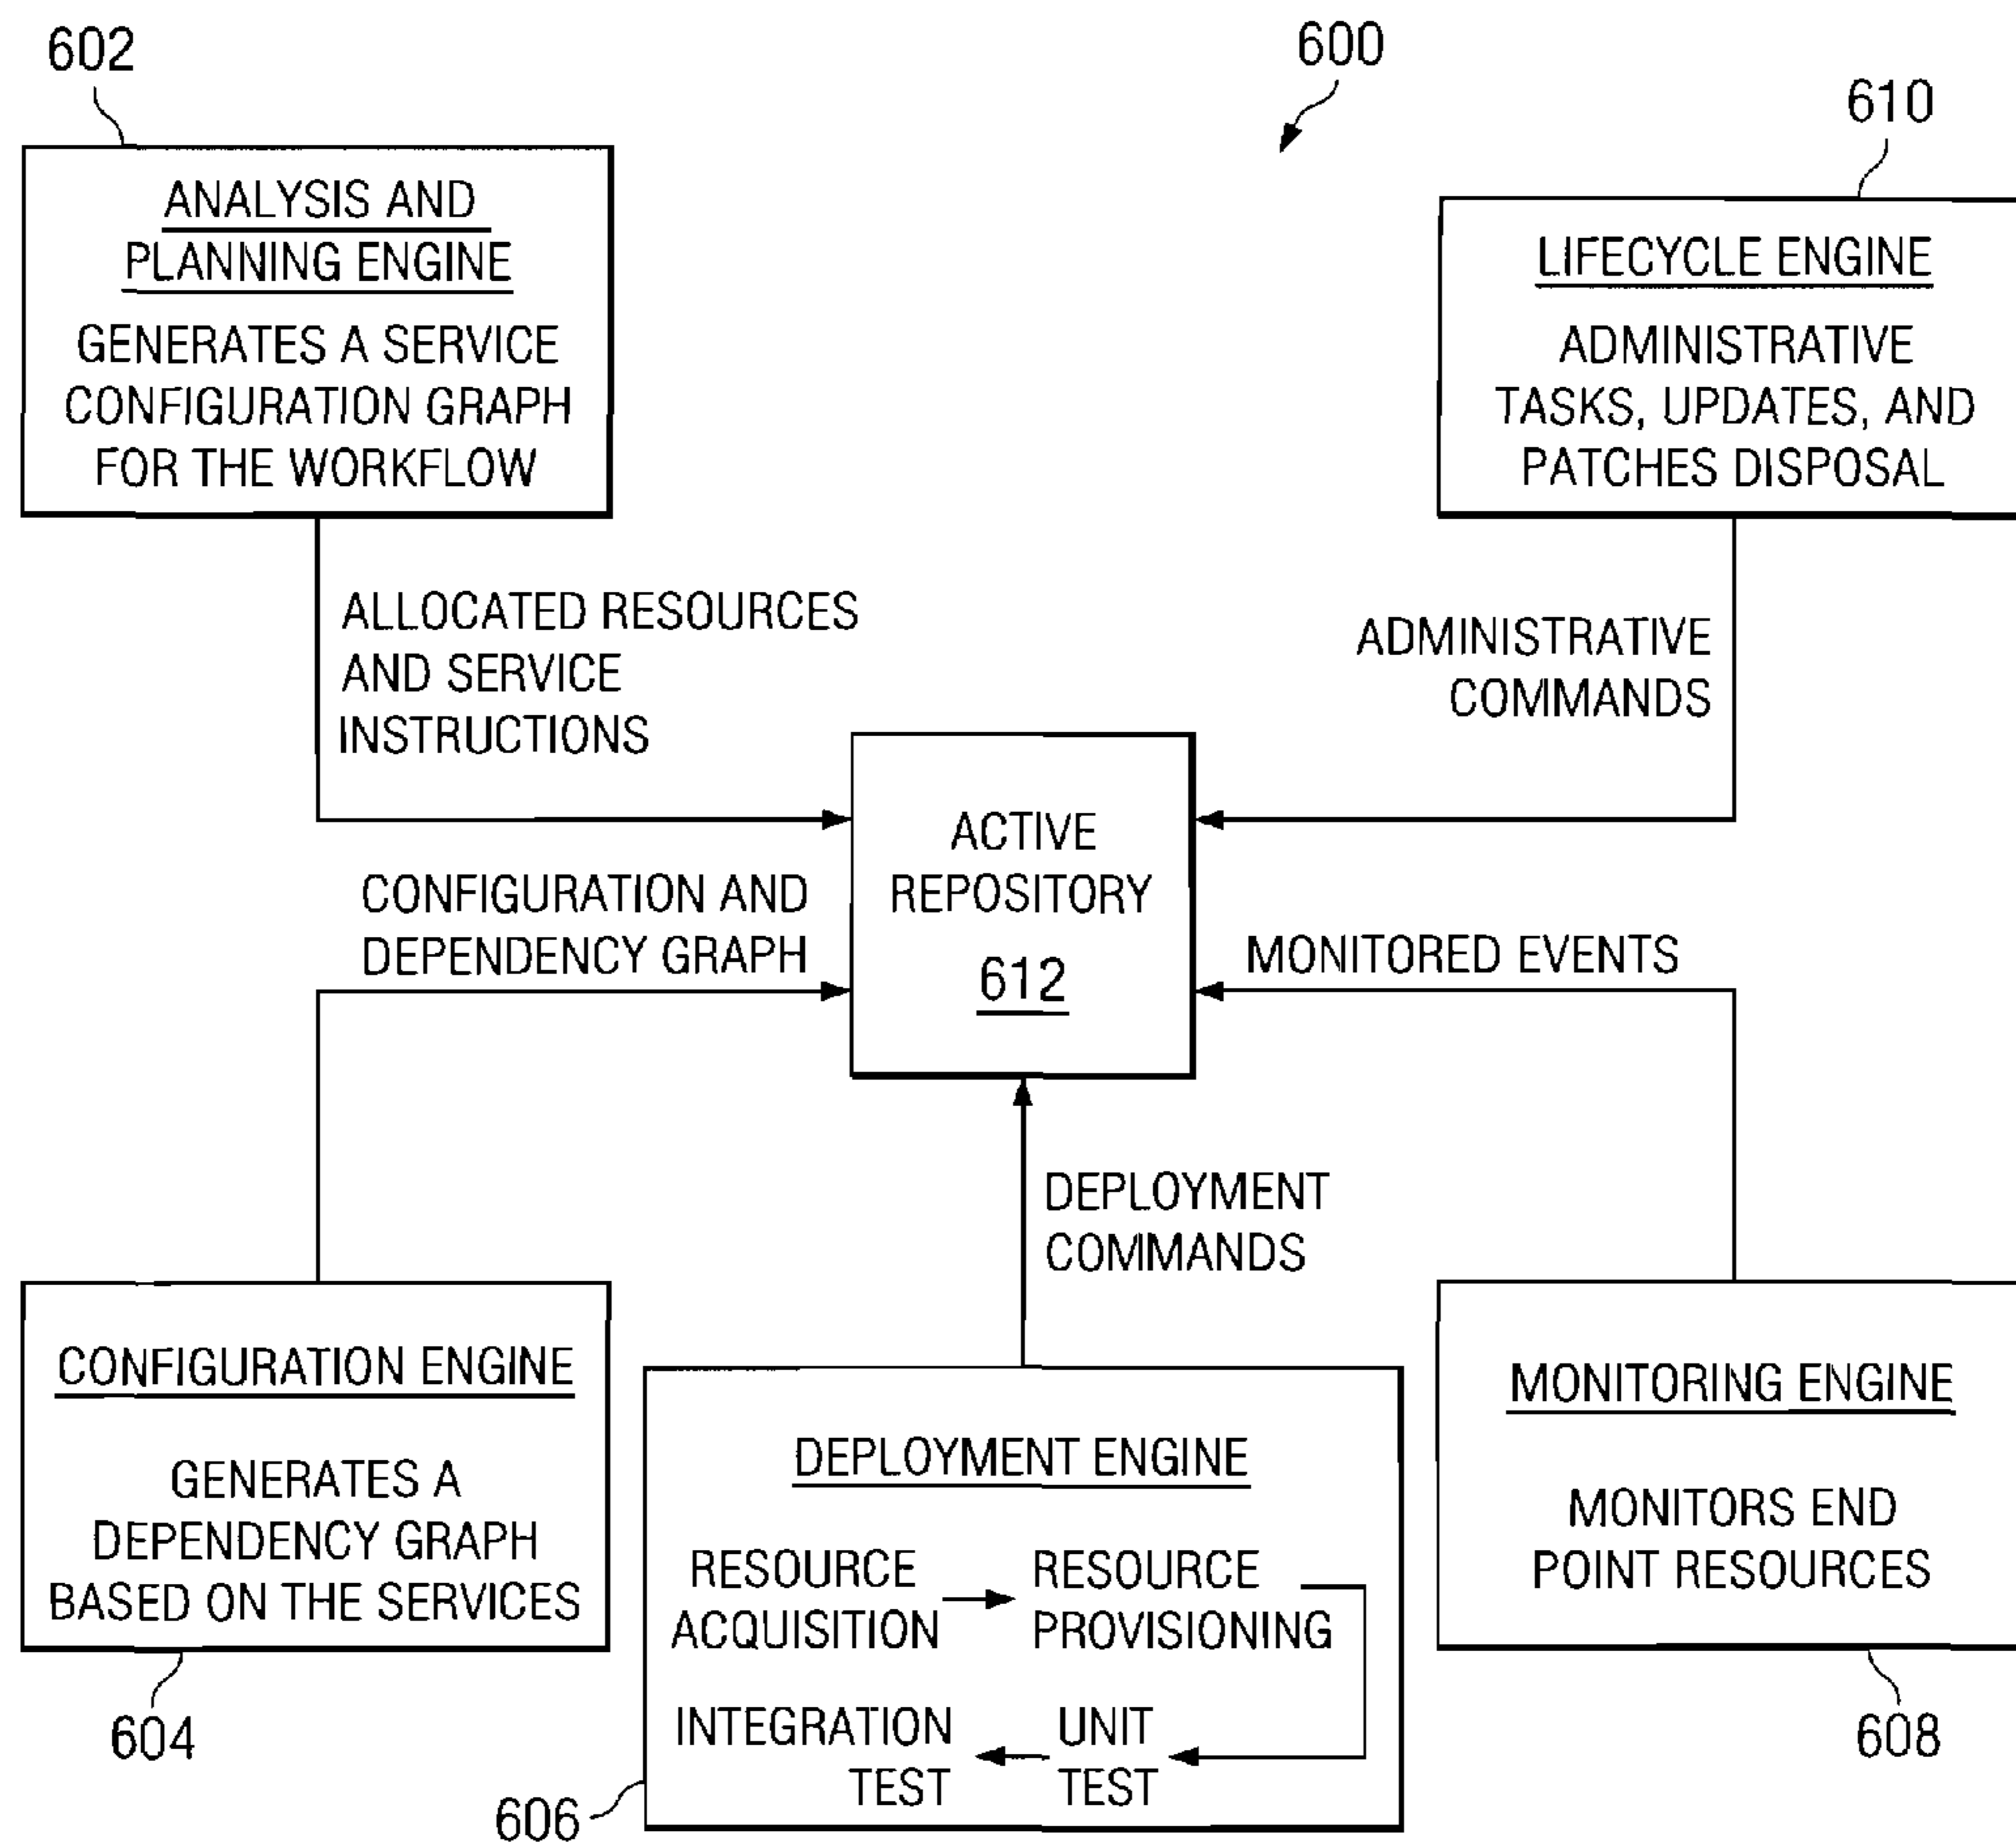 602
600
610
ANALYSIS AND
PLANNING ENGINE
GENERATES A SERVICE
CONFIGURATION GRAPH
FOR THE WORKFLOW
LIFECYCLE ENGINE
ADMINISTRATIVE
TASKS, UPDATES, AND
PATCHES DISPOSAL
ALLOCATED RESOURCES
AND SERVICE
INSTRUCTIONS
ADMINISTRATIVE
COMMANDS
ACTIVE
REPOSITORY
612
CONFIGURATION AND
DEPENDENCY GRAPH
MONITORED EVENTS
DEPLOYMENT
COMMANDS
CONFIGURATION ENGINE
GENERATES A
DEPENDENCY GRAPH
BASED ON THE SERVICES
604
DEPLOYMENT ENGINE
RESOURCE
ACQUISITION
RESOURCE
PROVISIONING
INTEGRATION
TEST
UNIT
TEST
606
MONITORING ENGINE
MONITORS END
POINT RESOURCES
608